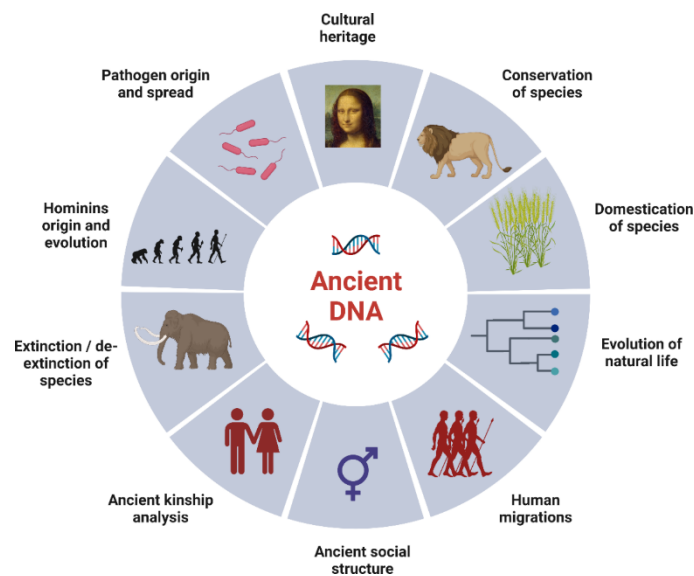 Cultural
heritage
Conservation
of species
Domestication
of species
Evolution of
natural life
Human
migrations
Ancient social
structure
Ancient kinship
analysis
Extinction / de-
extinction of
species
Hominins
origin and
evolution
Pathogen origin
and spread
Ancient
DNA